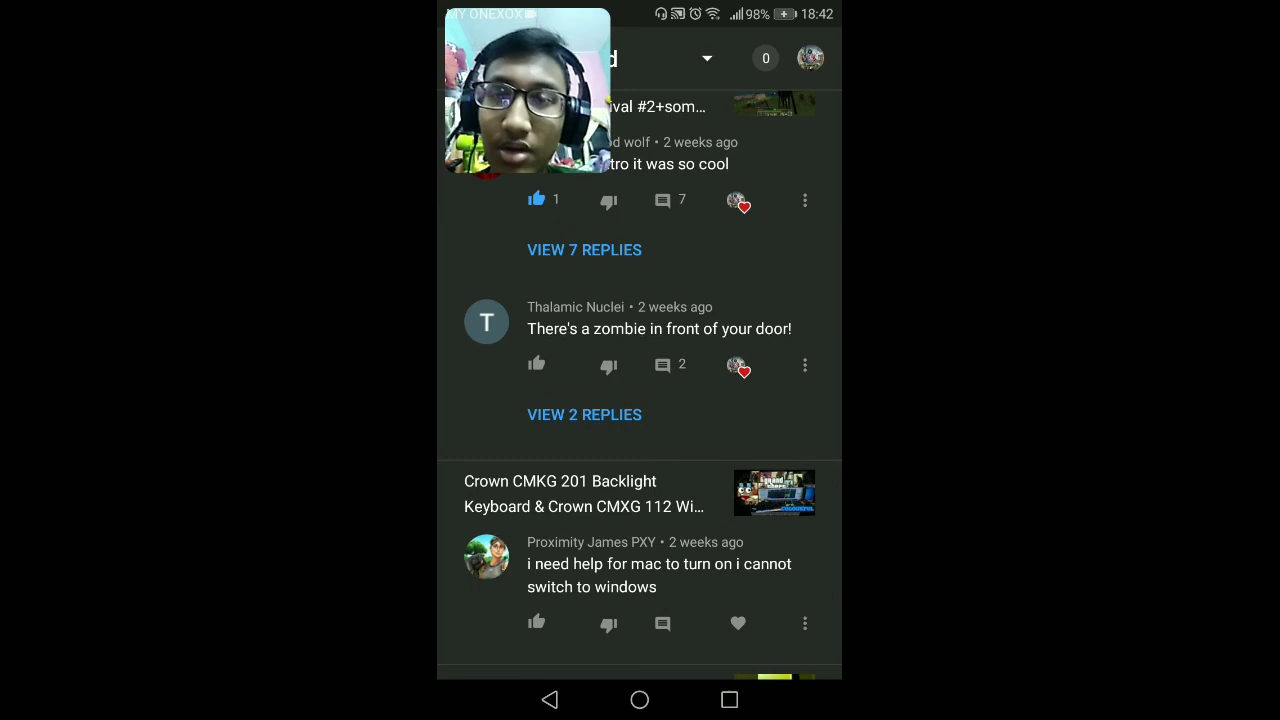 MY ONEXOX
98% 18:42
d
0
ival #2+som...
od wolf • 2 weeks ago
tro it was so cool
1
7
VIEW 7 REPLIES
T
Thalamic Nuclei • 2 weeks ago
There's a zombie in front of your door!
2
VIEW 2 REPLIES
Crown CMKG 201 Backlight
Keyboard & Crown CMXG 112 Wi...
Proximity James PXY • 2 weeks ago
i need help for mac to turn on i cannot
switch to windows